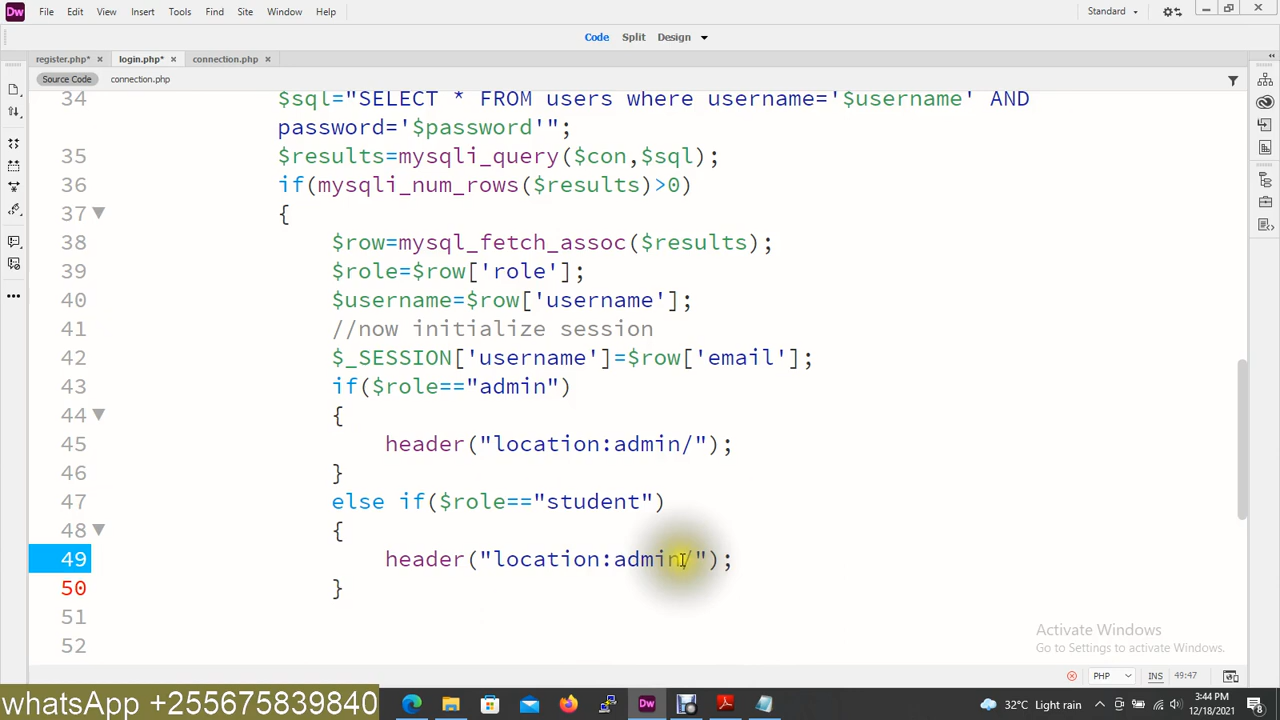 Dw File Edit View Insert Tools Find Site Window Help Standard
Code Split Design
register.php* × login.php* × connection.php ×
Source Code connection.php
34 $sql="SELECT * FROM users where username='$username' AND
password='$password'";
35 $results=mysqli_query($con,$sql);
36 if(mysqli_num_rows($results)>0)
37 {
38 $row=mysql_fetch_assoc($results);
39 $role=$row['role'];
40 $username=$row['username'];
41 //now initialize session
42 $_SESSION['username']=$row['email'];
43 if($role=="admin")
44 {
45 header("location:admin/");
46 }
47 else if($role=="student")
48 {
49 header("location:admin/");
50 }
51
52
Activate Windows
Go to Settings to activate Windows.
PHP INS 49:47
whatsApp +255675839840
Dw
32°C Light rain
3:44 PM
12/18/2021